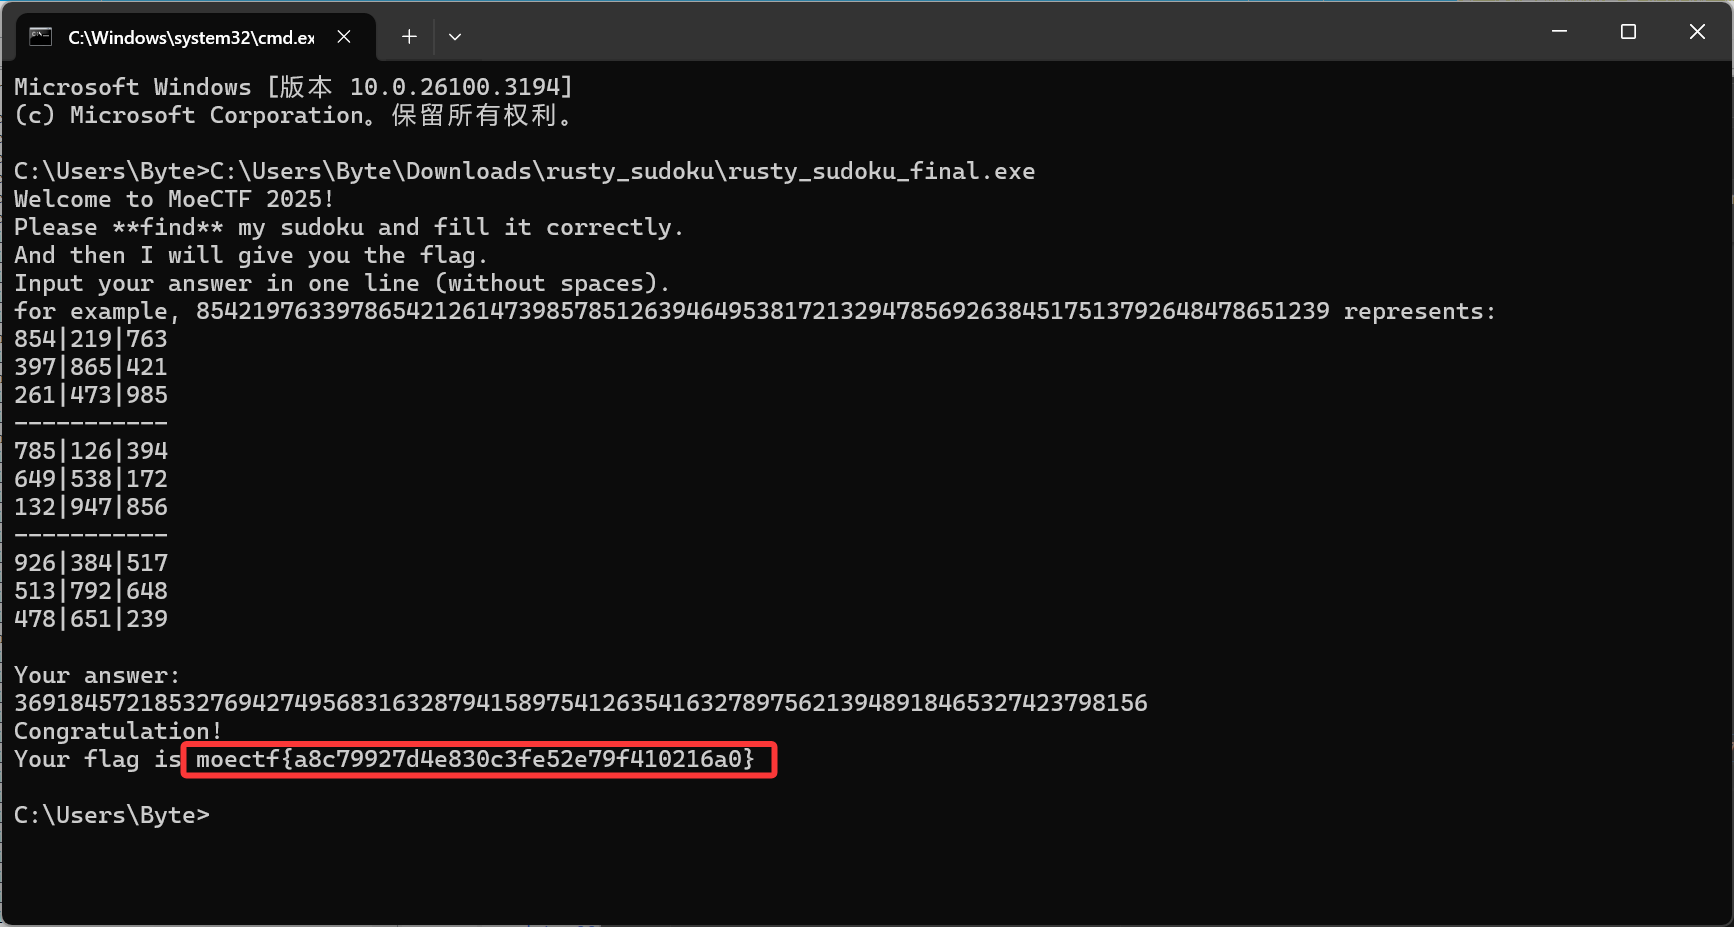 C:\Windows\system32\cmd.ex
Microsoft Windows [版本 10.0.26100.3194]
(c) Microsoft Corporation。保留所有权利。
C:\Users\Byte>C:\Users\Byte\Downloads\rusty_sudoku\rusty_sudoku_final.exe
Welcome to MoeCTF 2025!
Please **find** my sudoku and fill it correctly.
And then I will give you the flag.
Input your answer in one line (without spaces).
for example, 854219763397865421261473985785126394649538172132947856926384517513792648478651239 represents:
854|219|763
397|865|421
261|473|985
-----------
785|126|394
649|538|172
132|947|856
-----------
926|384|517
513|792|648
478|651|239
Your answer:
369184572185327694274956831632879415897541263541632789756213948918465327423798156
Congratulation!
Your flag is moectf{a8c79927d4e830c3fe52e79f410216a0}
C:\Users\Byte>